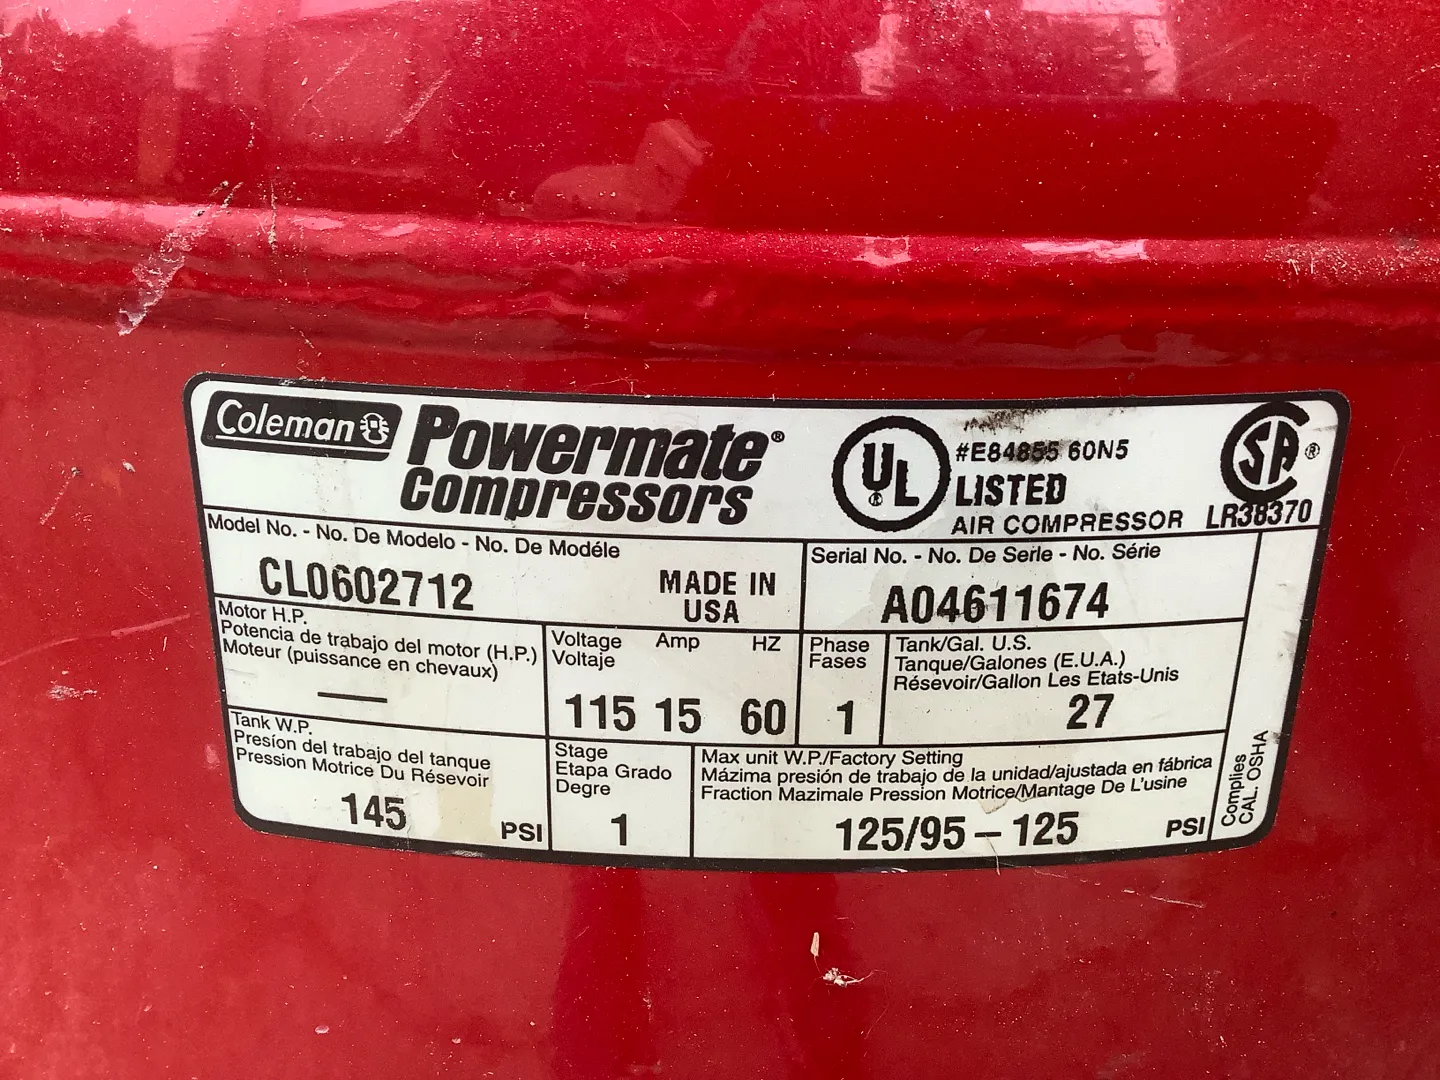 Coleman
Powermate®
Compressors
UL ®
#E84855 60N5
LISTED
AIR COMPRESSOR
SA ®
LR38370
Model No. - No. De Modelo - No. De Modéle
CL0602712
MADE IN
USA
Serial No. - No. De Serie - No. Série
A04611674
Motor H.P.
Potencia de trabajo del motor (H.P.)
Moteur (puissance en chevaux)
—
Voltage Amp HZ
Voltaje
115 15 60
Phase
Fases
1
Tank/Gal. U.S.
Tanque/Galones (E.U.A.)
Résevoir/Gallon Les Etats-Unis
27
Tank W.P.
Presíon del trabajo del tanque
Pression Motrice Du Résevoir
145 PSI
Stage
Etapa Grado
Degre
1
Max unit W.P./Factory Setting
Mázima presión de trabajo de la unidad/ajustada en fábrica
Fraction Mazimale Pression Motrice/Mantage De L'usine
125/95 – 125 PSI
Complies
CAL. OSHA